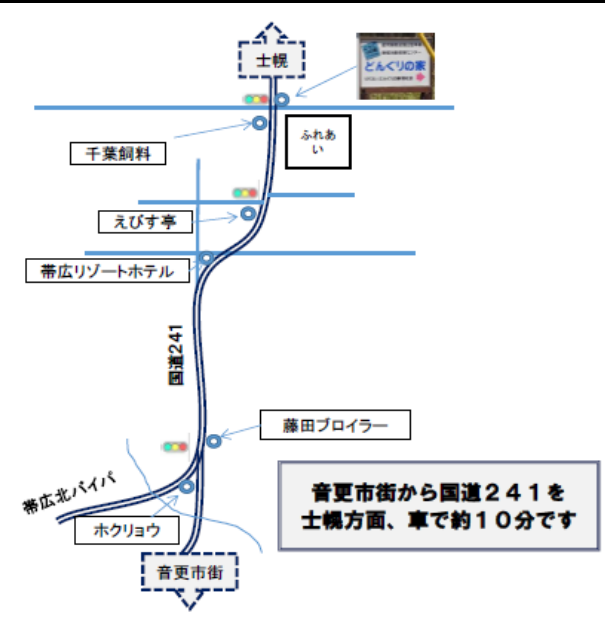 士幌
どんぐりの家
ふれあ
い
千葉飼料
えびす亭
帯広リゾートホテル
国道241
藤田ブロイラー
帯広北バイパ
ホクリョウ
音更市街から国道２４１を
士幌方面、車で約１０分です
音更市街